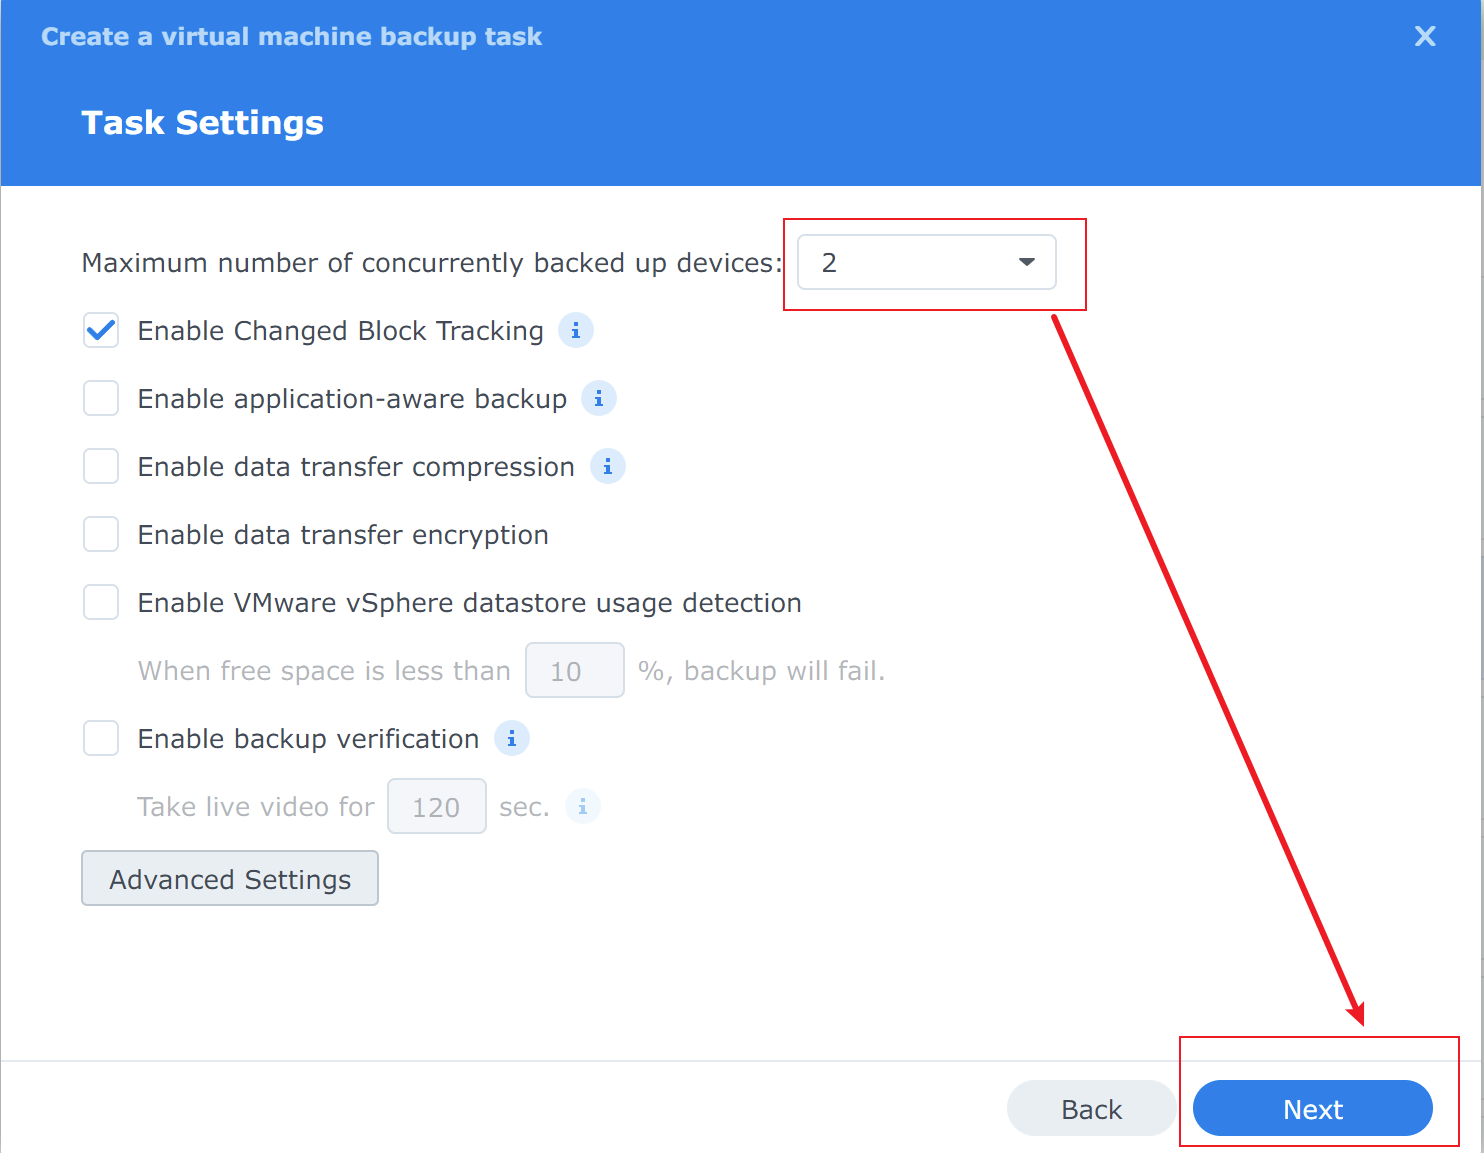 Create a virtual machine backup task
Task Settings
Maximum number of concurrently backed up devices: 2
Enable Changed Block Tracking
Enable application-aware backup
Enable data transfer compression
Enable data transfer encryption
Enable VMware vSphere datastore usage detection
When free space is less than 10 %, backup will fail.
Enable backup verification
Take live video for 120 sec.
Advanced Settings
Back Next